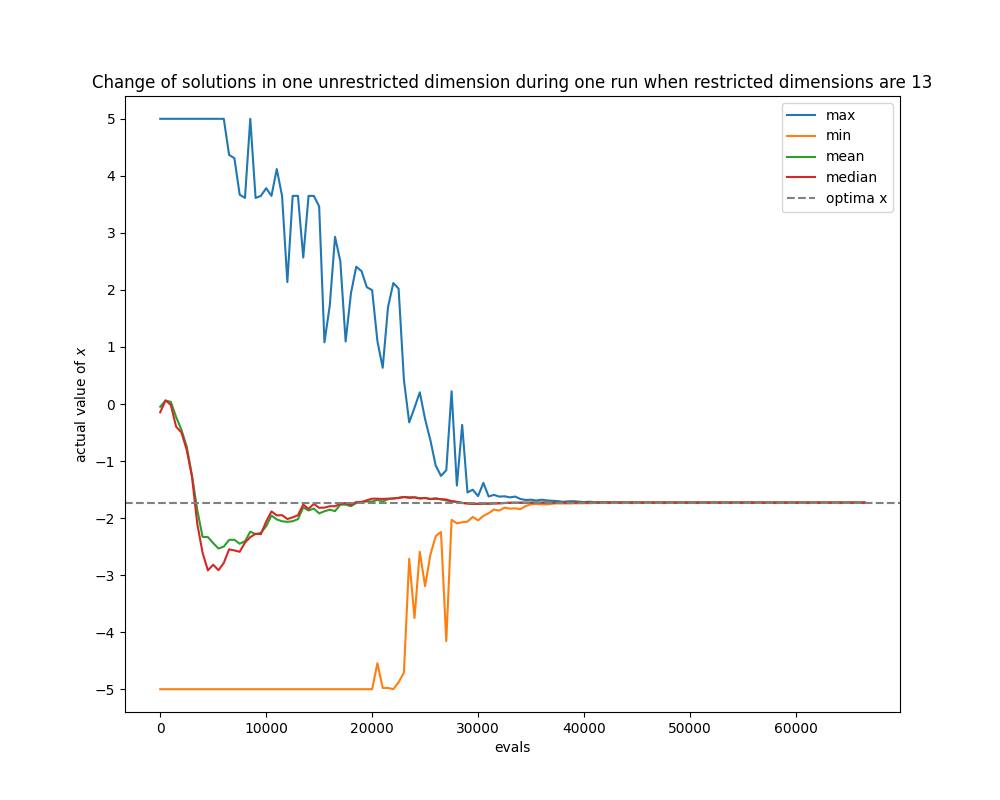 Change of solutions in one unrestricted dimension during one run when restricted dimensions are 13
max
min
mean
median
optima x
actual value of x
5
4
3
2
1
0
−1
−2
−3
−4
−5
0 10000 20000 30000 40000 50000 60000
evals